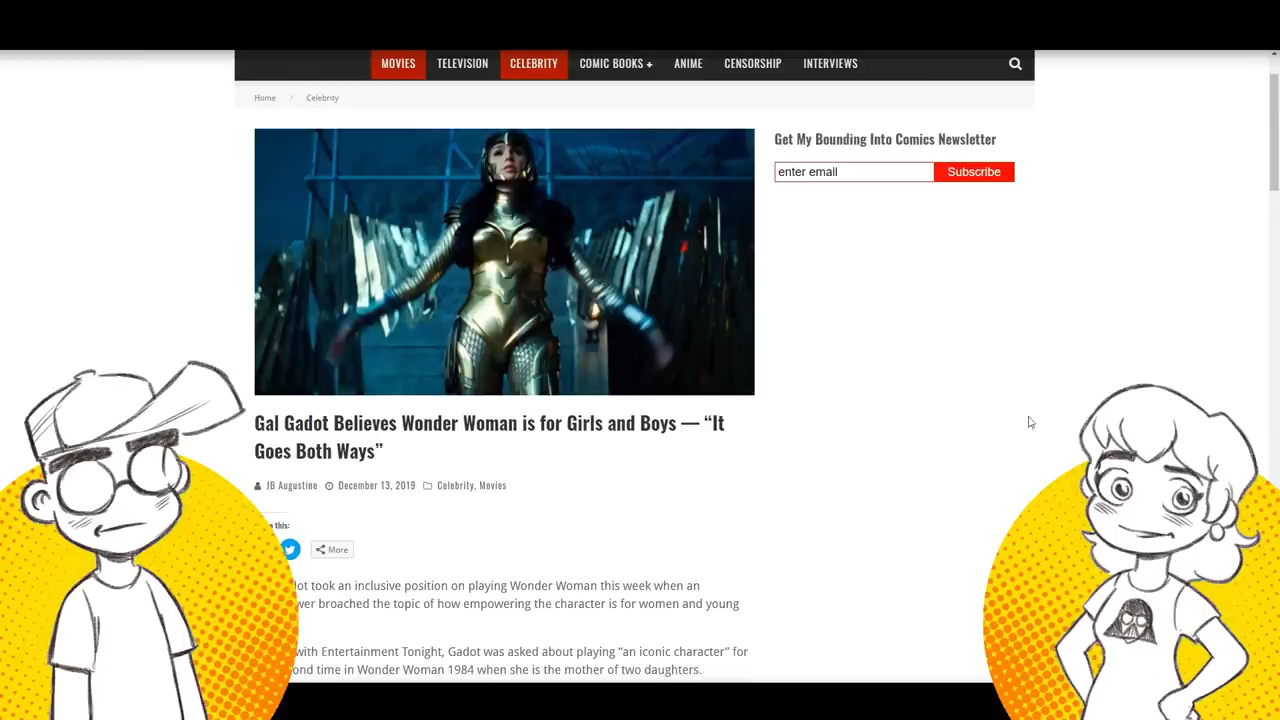 MOVIES TELEVISION CELEBRITY COMIC BOOKS + ANIME CENSORSHIP INTERVIEWS
Home / Celebrity
Get My Bounding Into Comics Newsletter
enter email Subscribe
Gal Gadot Believes Wonder Woman is for Girls and Boys — “It
Goes Both Ways”
JB Augustine December 13, 2019 Celebrity, Movies
this:
More
took an inclusive position on playing Wonder Woman this week when an
broached the topic of how empowering the character is for women and young
with Entertainment Tonight, Gadot was asked about playing “an iconic character” for
time in Wonder Woman 1984 when she is the mother of two daughters.